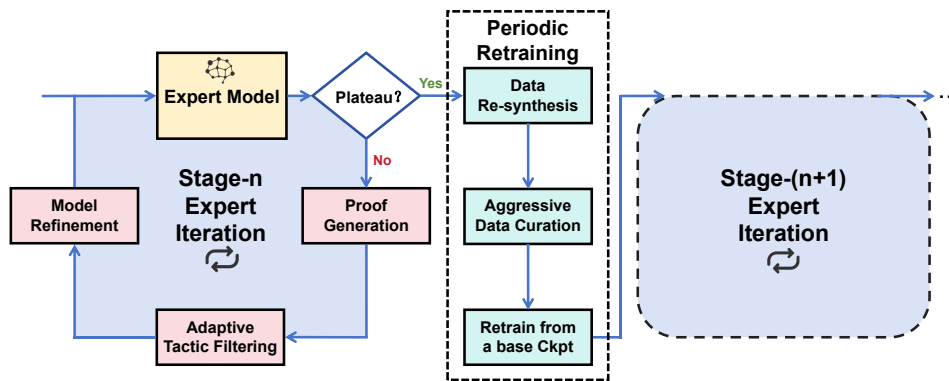 Expert Model
Plateau?
Yes
No
Stage-n
Expert
Iteration
Model
Refinement
Proof
Generation
Adaptive
Tactic Filtering
Periodic
Retraining
Data
Re-synthesis
Aggressive
Data Curation
Retrain from
a base Ckpt
Stage-(n+1)
Expert
Iteration